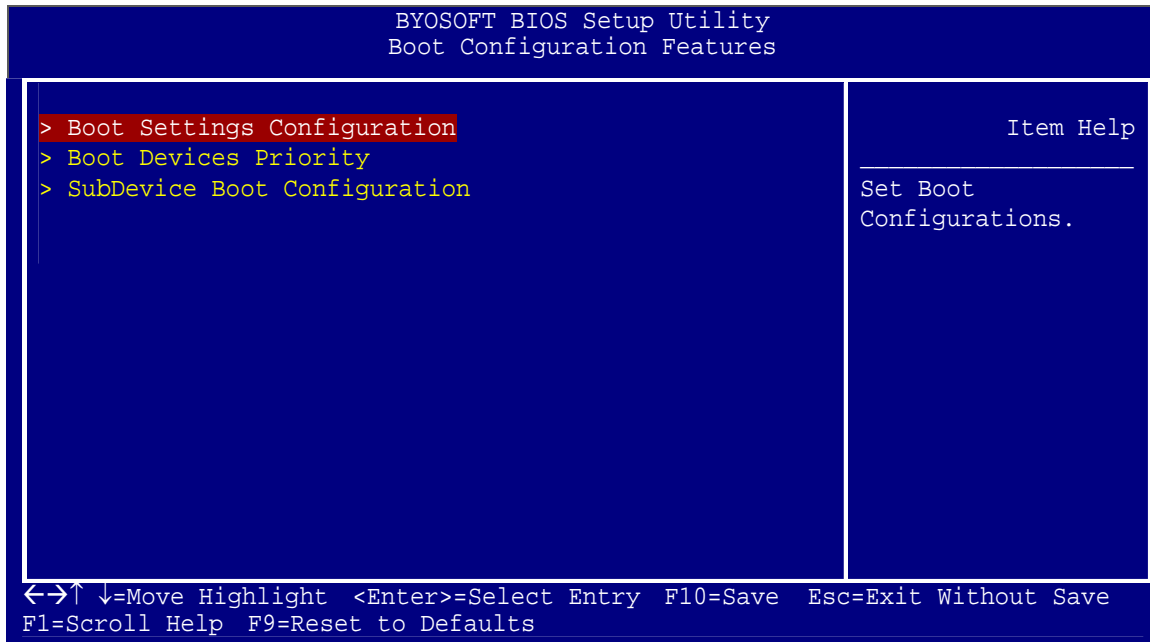 BYOSOFT BIOS Setup Utility
Boot Configuration Features
> Boot Settings Configuration
> Boot Devices Priority
> SubDevice Boot Configuration
Item Help
Set Boot
Configurations.
←→↑ ↓=Move Highlight <Enter>=Select Entry F10=Save Esc=Exit Without Save
F1=Scroll Help F9=Reset to Defaults